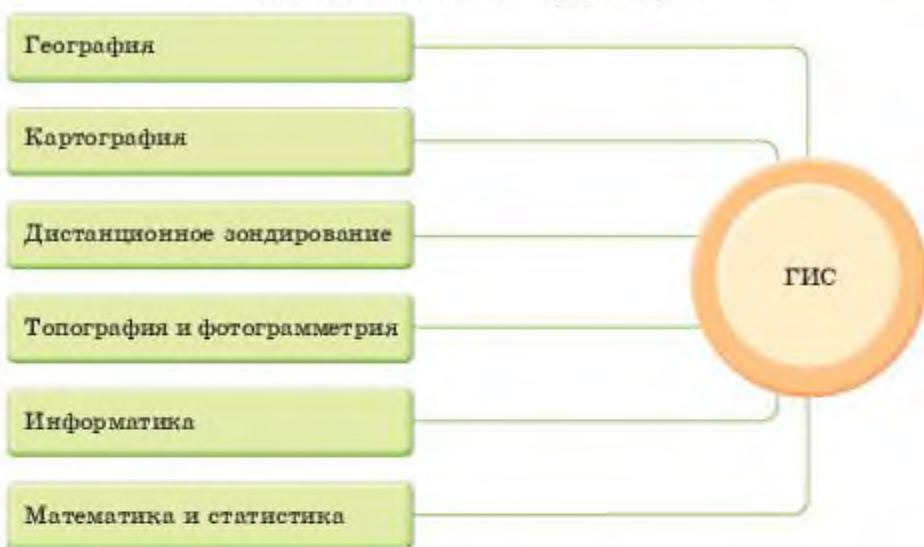 География
Картография
Дистанционное зондирование
Топография и фотограмметрия
Информатика
Математика и статистика
ГИС